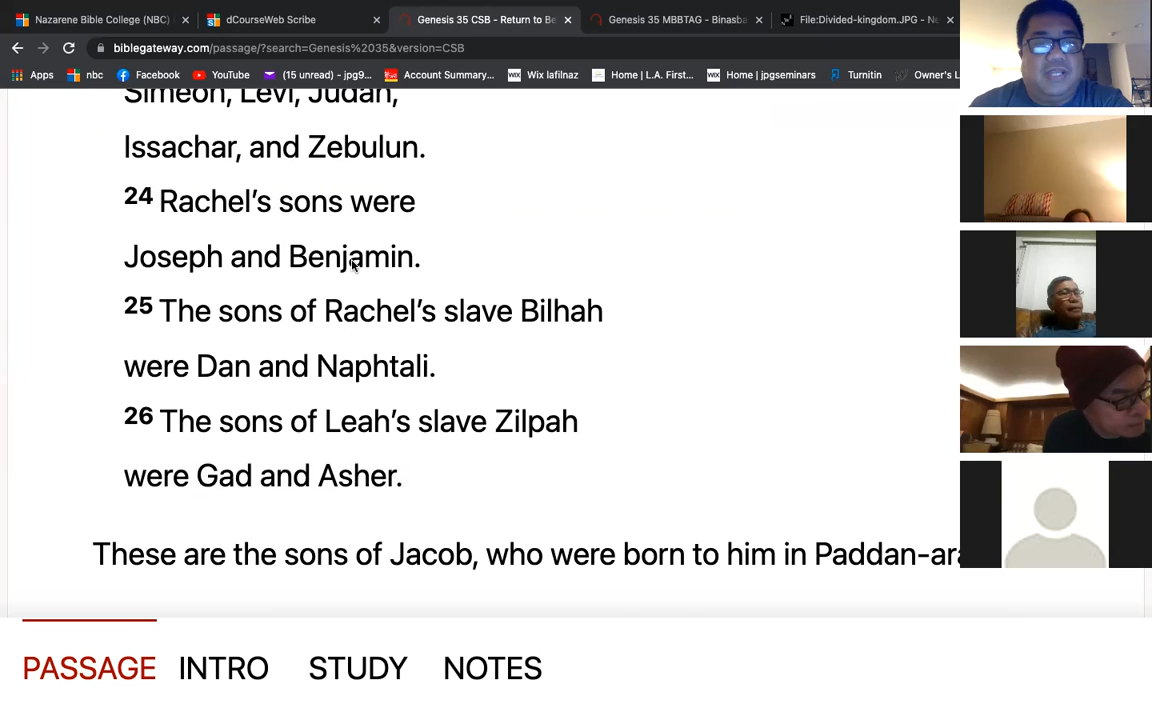 Nazarene Bible College (NBC)
dCourseWeb Scribe
Genesis 35 CSB - Return to Be
Genesis 35 MBBTAG - Binasba
File:Divided-kingdom.JPG - Ne
biblegateway.com/passage/?search=Genesis%2035&version=CSB
Apps
nbc
Facebook
YouTube
(15 unread) - jpg9...
Account Summary...
Wix lafilnaz
Home | L.A. First...
Home | jpgseminars
Turnitin
Owner's L
Simeon, Levi, Judah,
Issachar, and Zebulun.
24 Rachel’s sons were
Joseph and Benjamin.
25 The sons of Rachel’s slave Bilhah
were Dan and Naphtali.
26 The sons of Leah’s slave Zilpah
were Gad and Asher.
These are the sons of Jacob, who were born to him in Paddan-ara
PASSAGE INTRO STUDY NOTES